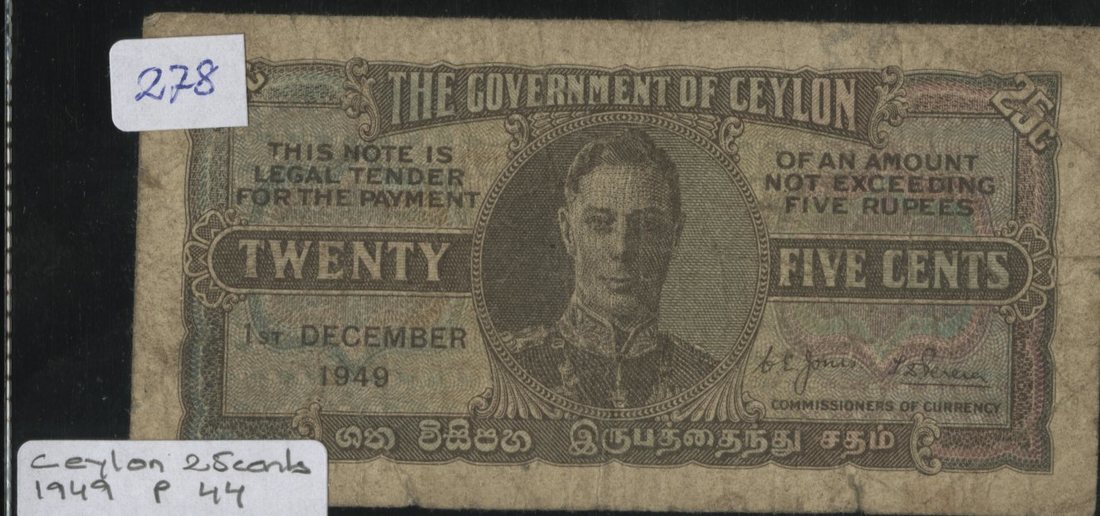 278
THE GOVERNMENT OF CEYLON
25C
THIS NOTE IS
LEGAL TENDER
FOR THE PAYMENT
OF AN AMOUNT
NOT EXCEEDING
FIVE RUPEES
TWENTY
FIVE CENTS
1ST DECEMBER
1949
C E Jones
COMMISSIONERS OF CURRENCY
ශත විසිපහ
இருபத்தைந்து சதம்
Ceylon 25cents
1949 P 44